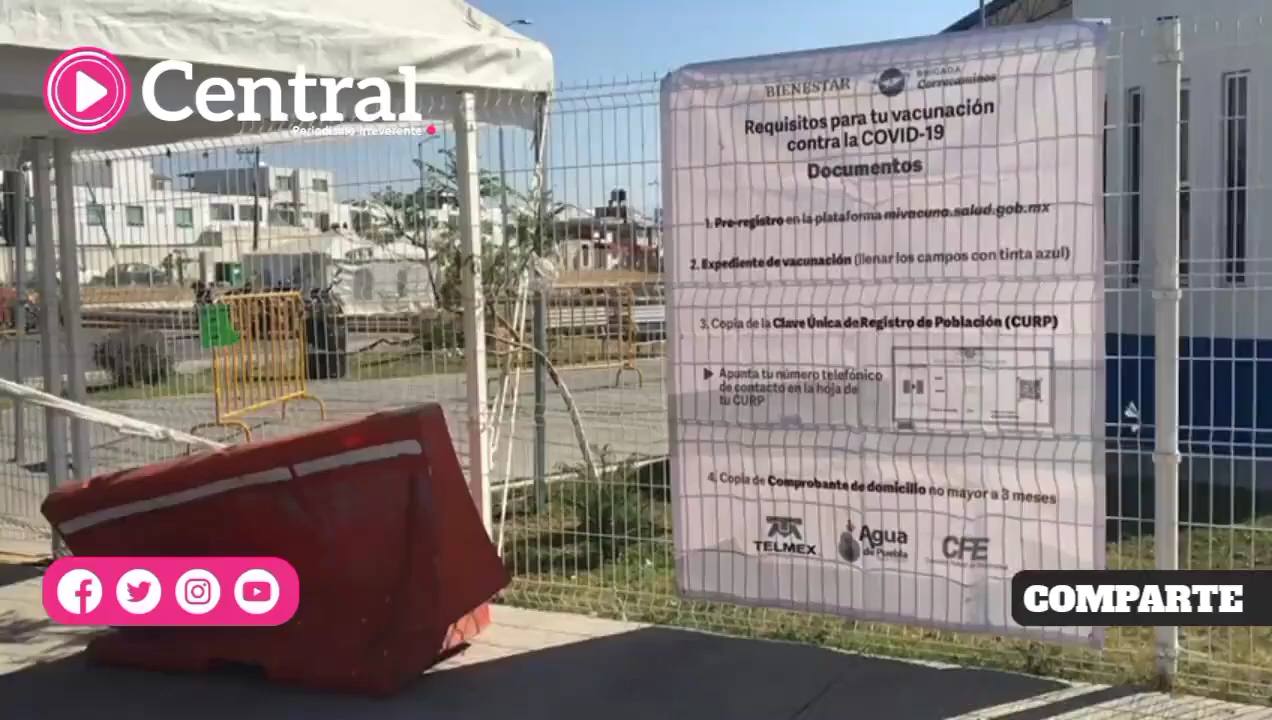 Central
Periodismo Irreverente
BIENESTAR
BRIGADA
Correcaminos
Requisitos para tu vacunación
contra la COVID-19
Documentos
1. Pre-registro en la plataforma mivacuna.salud.gob.mx
2. Expediente de vacunación (llenar los campos con tinta azul)
3. Copia de la Clave Única de Registro de Población (CURP)
▶ Apunta tu número telefónico
de contacto en la hoja de
tu CURP
4. Copia de Comprobante de domicilio no mayor a 3 meses
TELMEX
Agua
de Puebla
CFE
COMPARTE